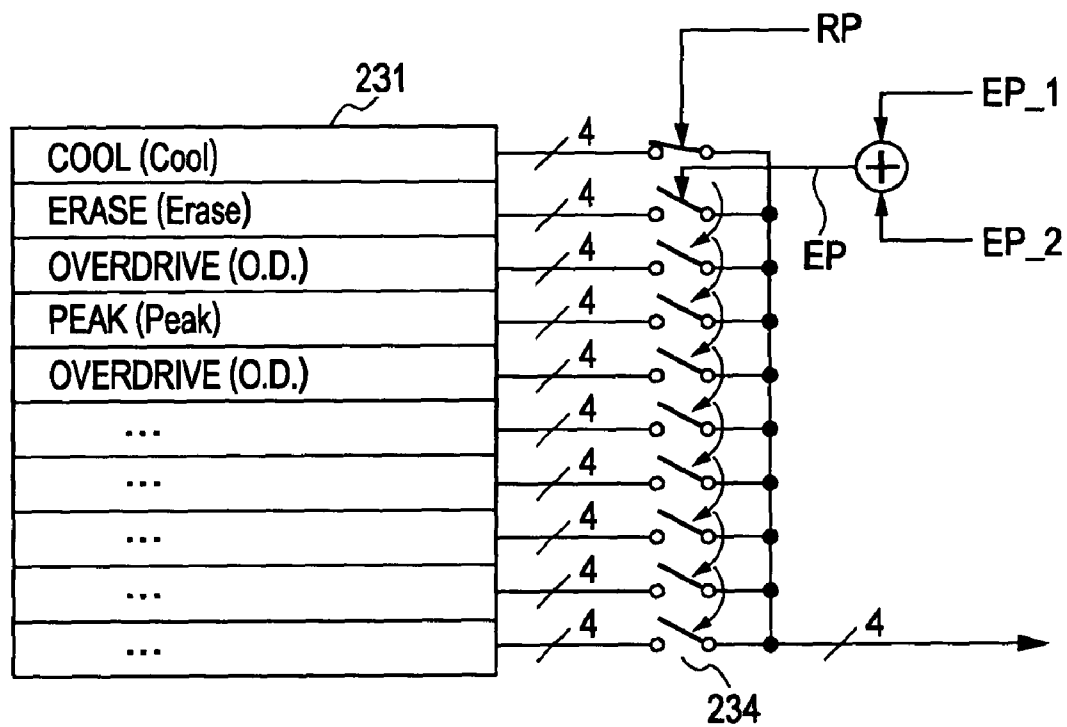 RP
231
EP_1
COOL (Cool)
4
+
ERASE (Erase)
4
EP
EP_2
OVERDRIVE (O.D.)
4
PEAK (Peak)
4
OVERDRIVE (O.D.)
4
...
4
...
4
...
4
...
4
...
4
4
234